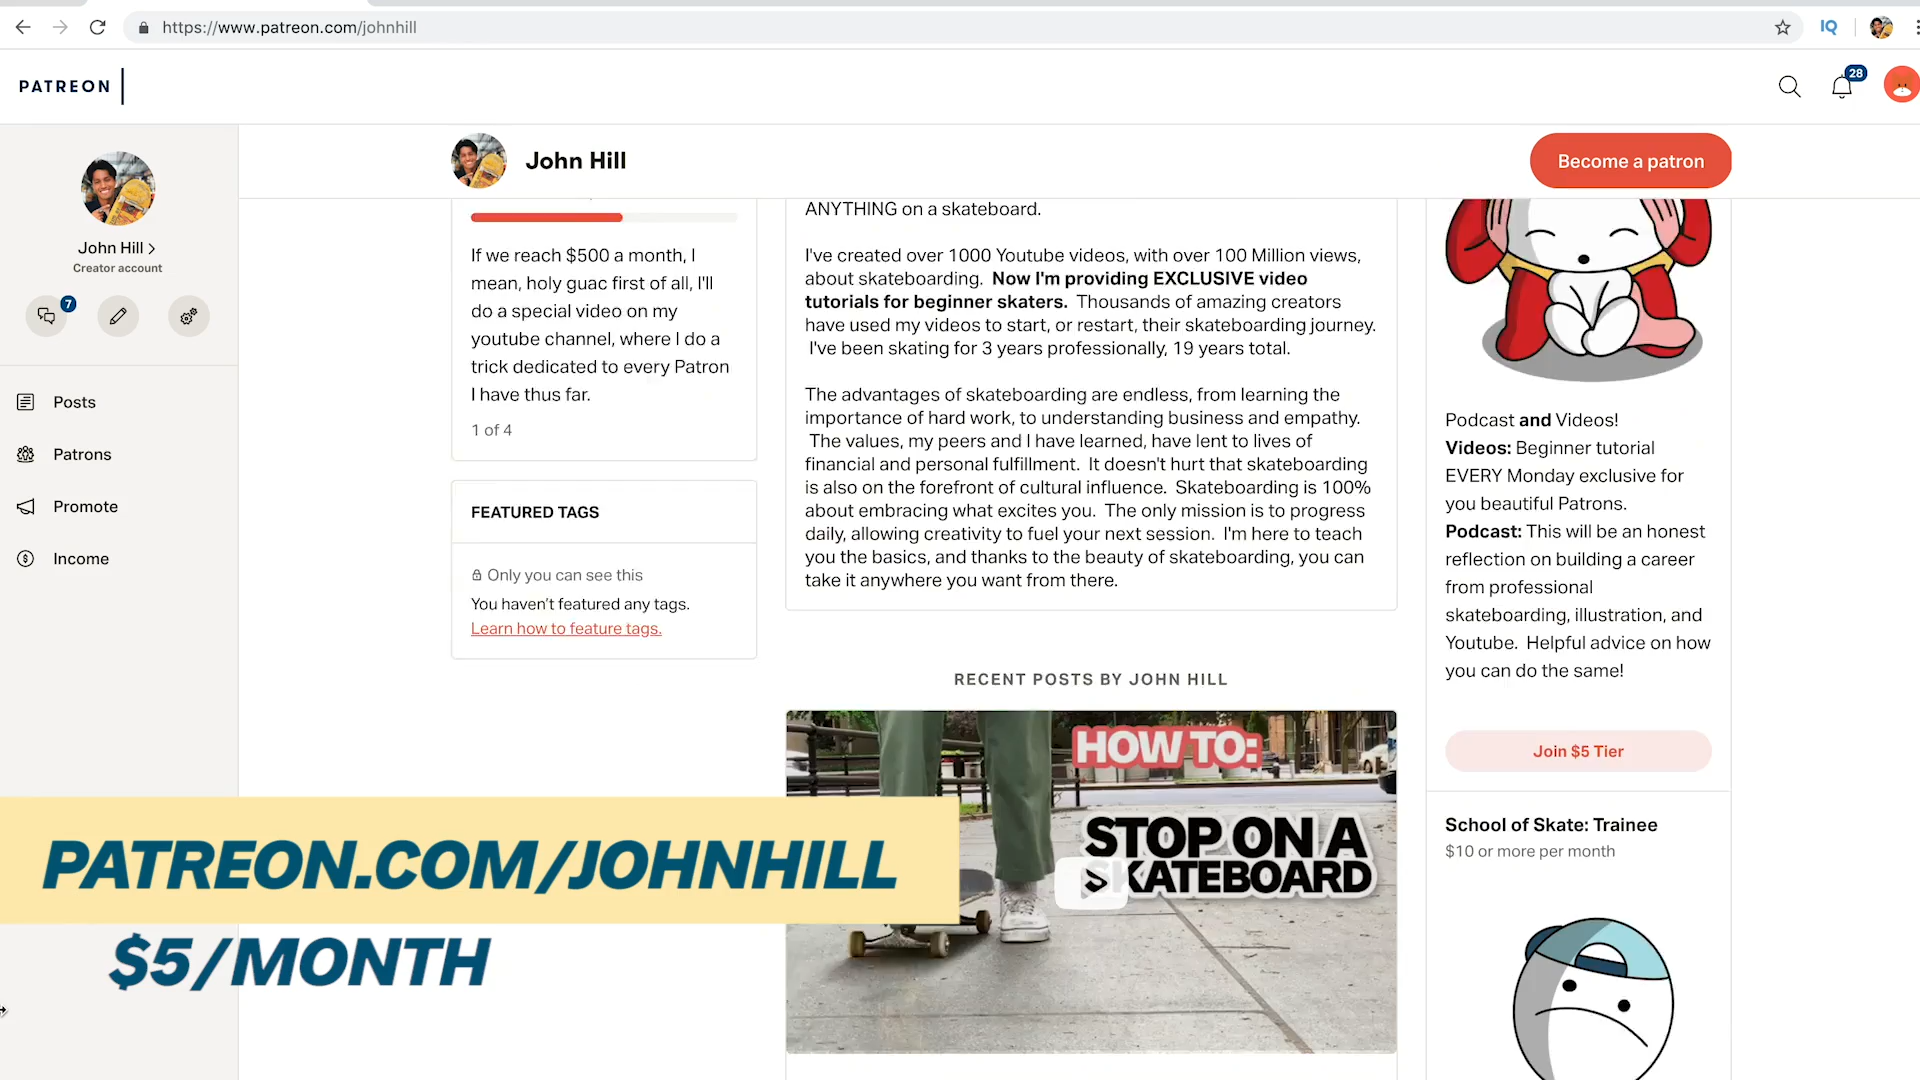 https://www.patreon.com/johnhill
IQ
PATREON
28
John Hill
Creator account
7
Posts
Patrons
Promote
Income
John Hill
Become a patron
If we reach $500 a month, I
mean, holy guac first of all, I'll
do a special video on my
youtube channel, where I do a
trick dedicated to every Patron
I have thus far.
1 of 4
FEATURED TAGS
Only you can see this
You haven't featured any tags.
Learn how to feature tags.
ANYTHING on a skateboard.
I've created over 1000 Youtube videos, with over 100 Million views,
about skateboarding. Now I'm providing EXCLUSIVE video
tutorials for beginner skaters. Thousands of amazing creators
have used my videos to start, or restart, their skateboarding journey.
I've been skating for 3 years professionally, 19 years total.
The advantages of skateboarding are endless, from learning the
importance of hard work, to understanding business and empathy.
The values, my peers and I have learned, have lent to lives of
financial and personal fulfillment. It doesn't hurt that skateboarding
is also on the forefront of cultural influence. Skateboarding is 100%
about embracing what excites you. The only mission is to progress
daily, allowing creativity to fuel your next session. I'm here to teach
you the basics, and thanks to the beauty of skateboarding, you can
take it anywhere you want from there.
RECENT POSTS BY JOHN HILL
HOW TO:
STOP ON A
SKATEBOARD
Podcast and Videos!
Videos: Beginner tutorial
EVERY Monday exclusive for
you beautiful Patrons.
Podcast: This will be an honest
reflection on building a career
from professional
skateboarding, illustration, and
Youtube. Helpful advice on how
you can do the same!
Join $5 Tier
School of Skate: Trainee
$10 or more per month
PATREON.COM/JOHNHILL
$5/MONTH